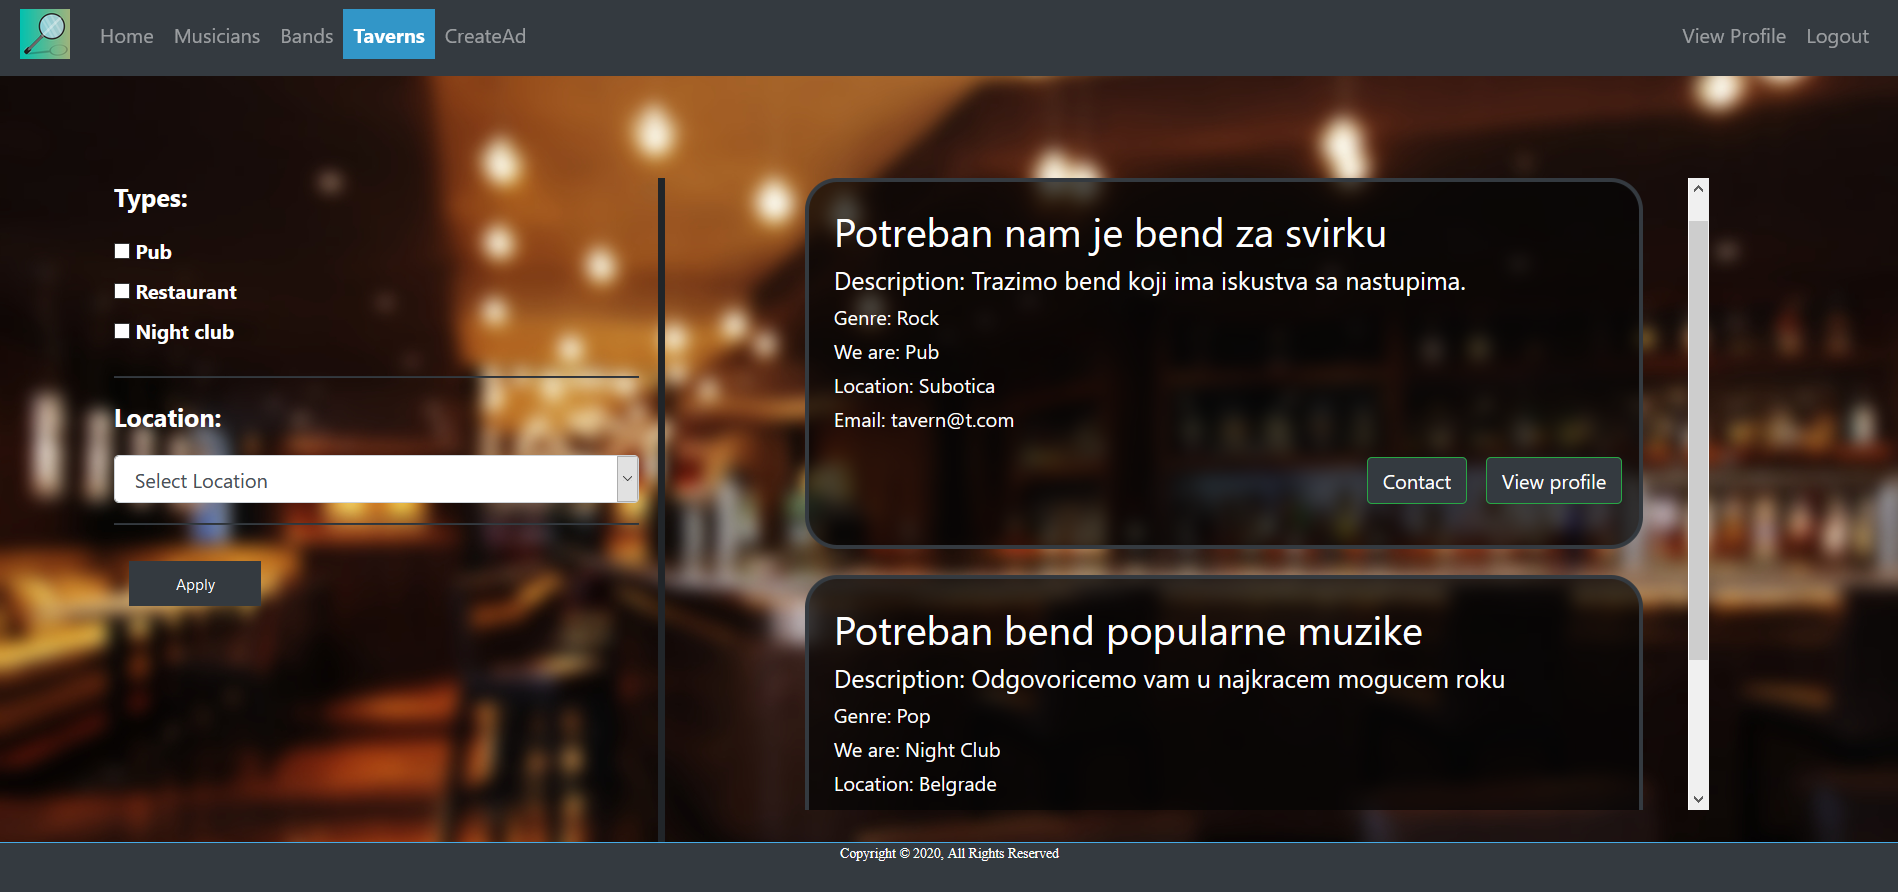 Home Musicians Bands Taverns CreateAd View Profile Logout
Types:
Pub
Restaurant
Night club
Location:
Select Location
Apply
Potreban nam je bend za svirku
Description: Trazimo bend koji ima iskustva sa nastupima.
Genre: Rock
We are: Pub
Location: Subotica
Email: tavern@t.com
Contact View profile
Potreban bend popularne muzike
Description: Odgovoricemo vam u najkracem mogucem roku
Genre: Pop
We are: Night Club
Location: Belgrade
Copyright © 2020, All Rights Reserved